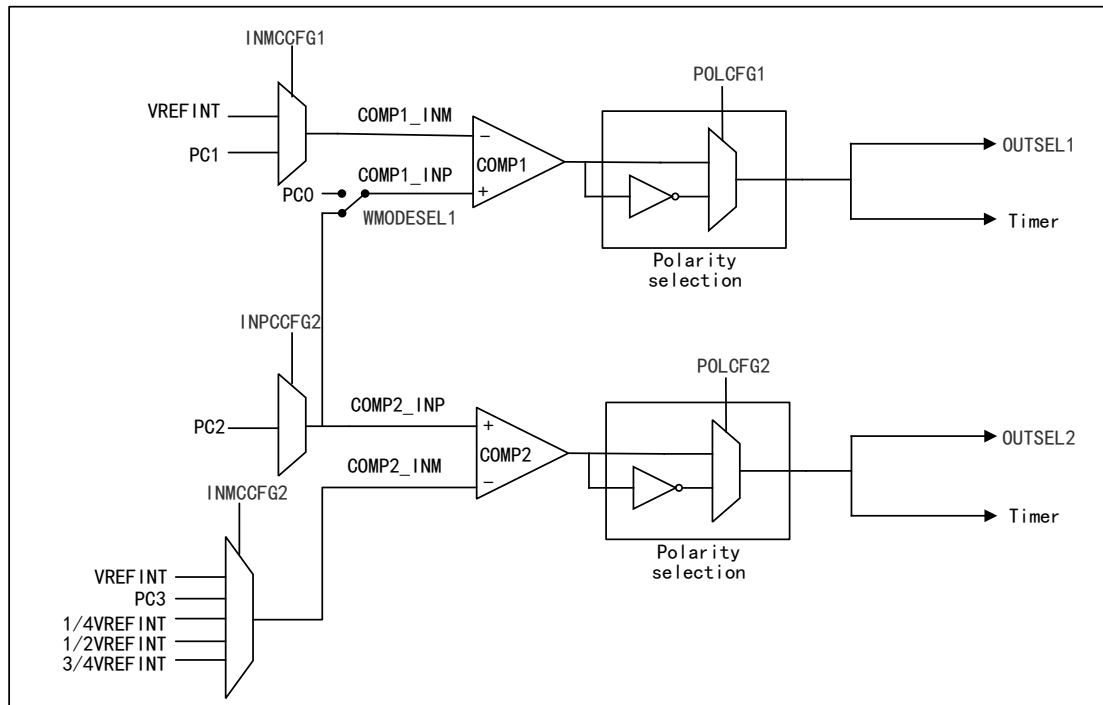 INMCCFG1
POLCFG1
VREFINT
COMP1_INM
OUTSEL1
PC1
−
COMP1
COMP1_INP
PC0
+
WMODESEL1
Timer
Polarity
selection
INPCCFG2
POLCFG2
COMP2_INP
PC2
+
OUTSEL2
COMP2
COMP2_INM
−
INMCCFG2
Timer
Polarity
selection
VREFINT
PC3
1/4VREFINT
1/2VREFINT
3/4VREFINT